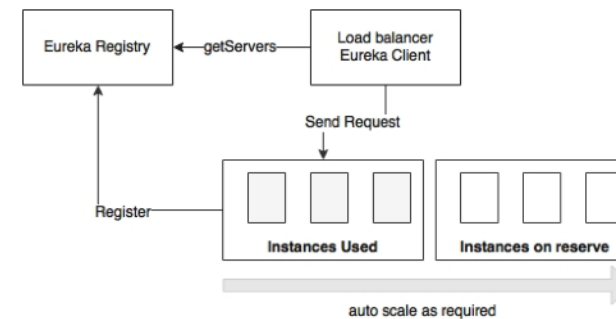 Eureka Registry
getServers
Load balancer
Eureka Client
Send Request
Register
Instances Used
Instances on reserve
auto scale as required